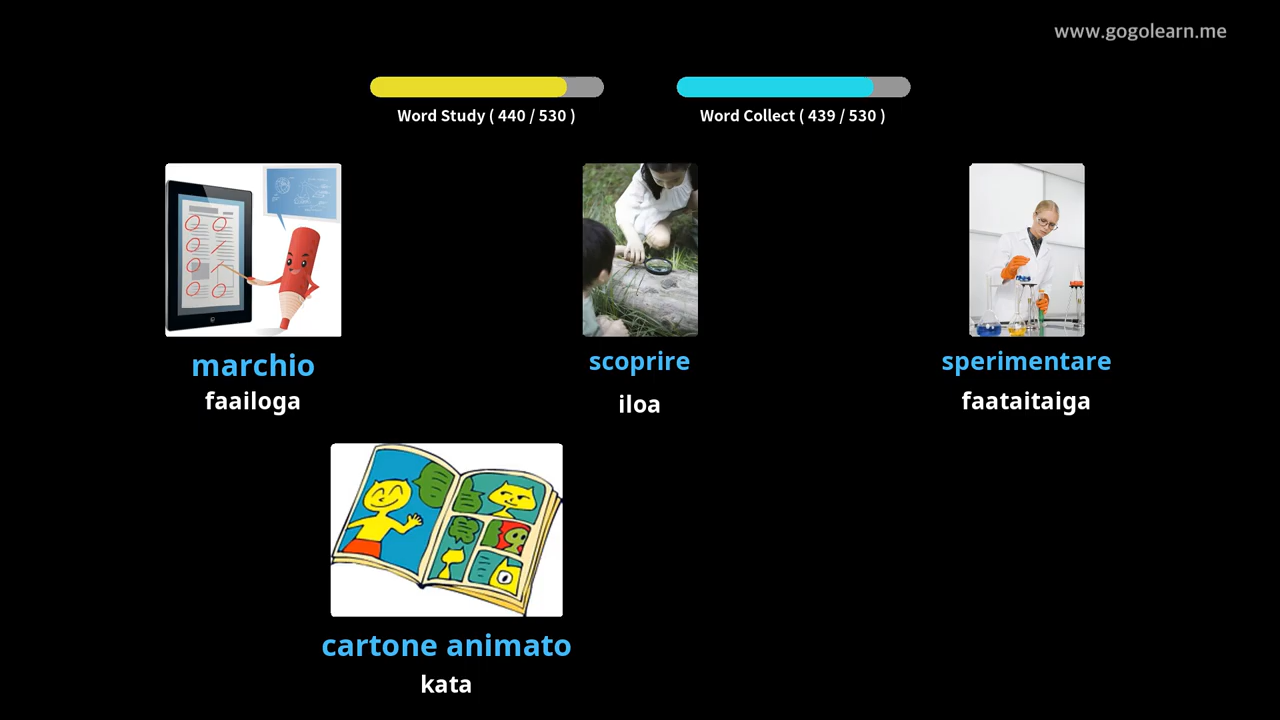 www.gogolearn.me
Word Study ( 440 / 530 )
Word Collect ( 439 / 530 )
marchio
faailoga
scoprire
iloa
sperimentare
faataitaiga
cartone animato
kata